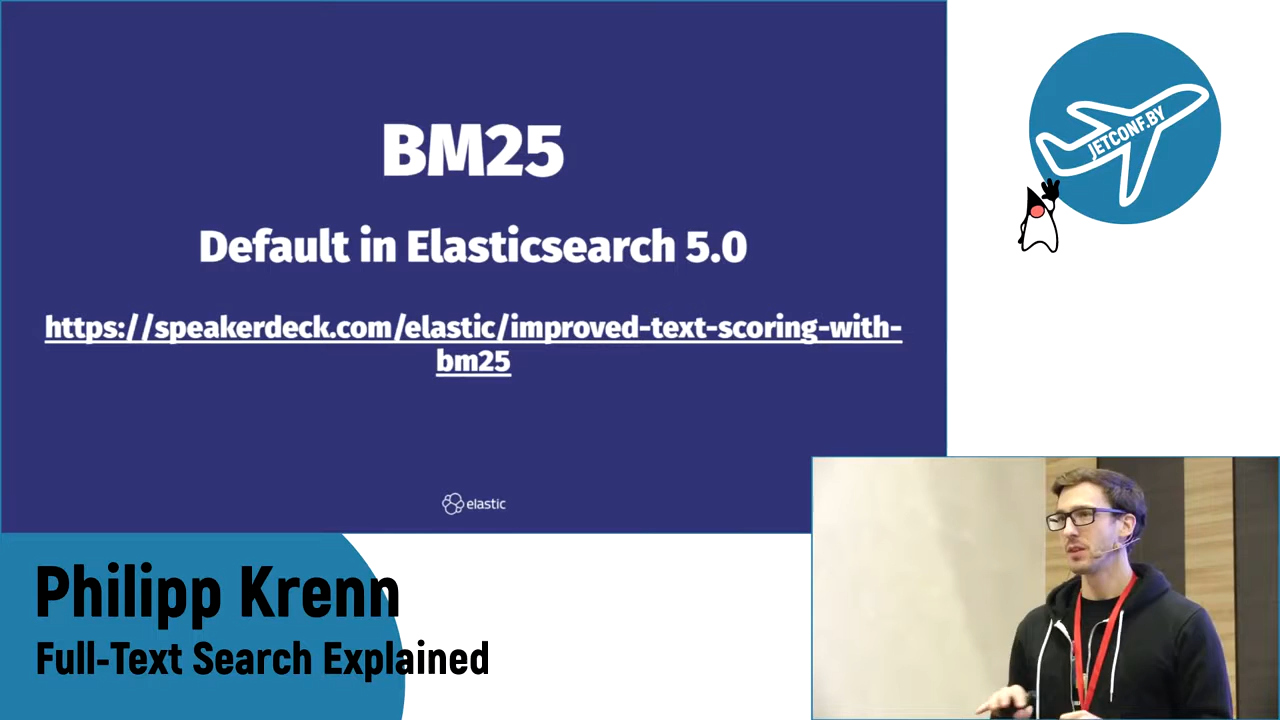 BM25
Default in Elasticsearch 5.0
https://speakerdeck.com/elastic/improved-text-scoring-with-
bm25
elastic
JETCONF.BY
Philipp Krenn
Full-Text Search Explained